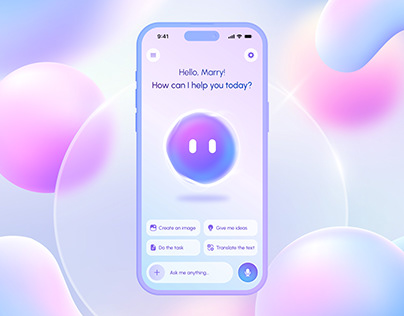 9:41
Hello, Marry!
How can I help you today?
Create an image
Give me ideas
Do the task
Translate the text
Ask me anything...